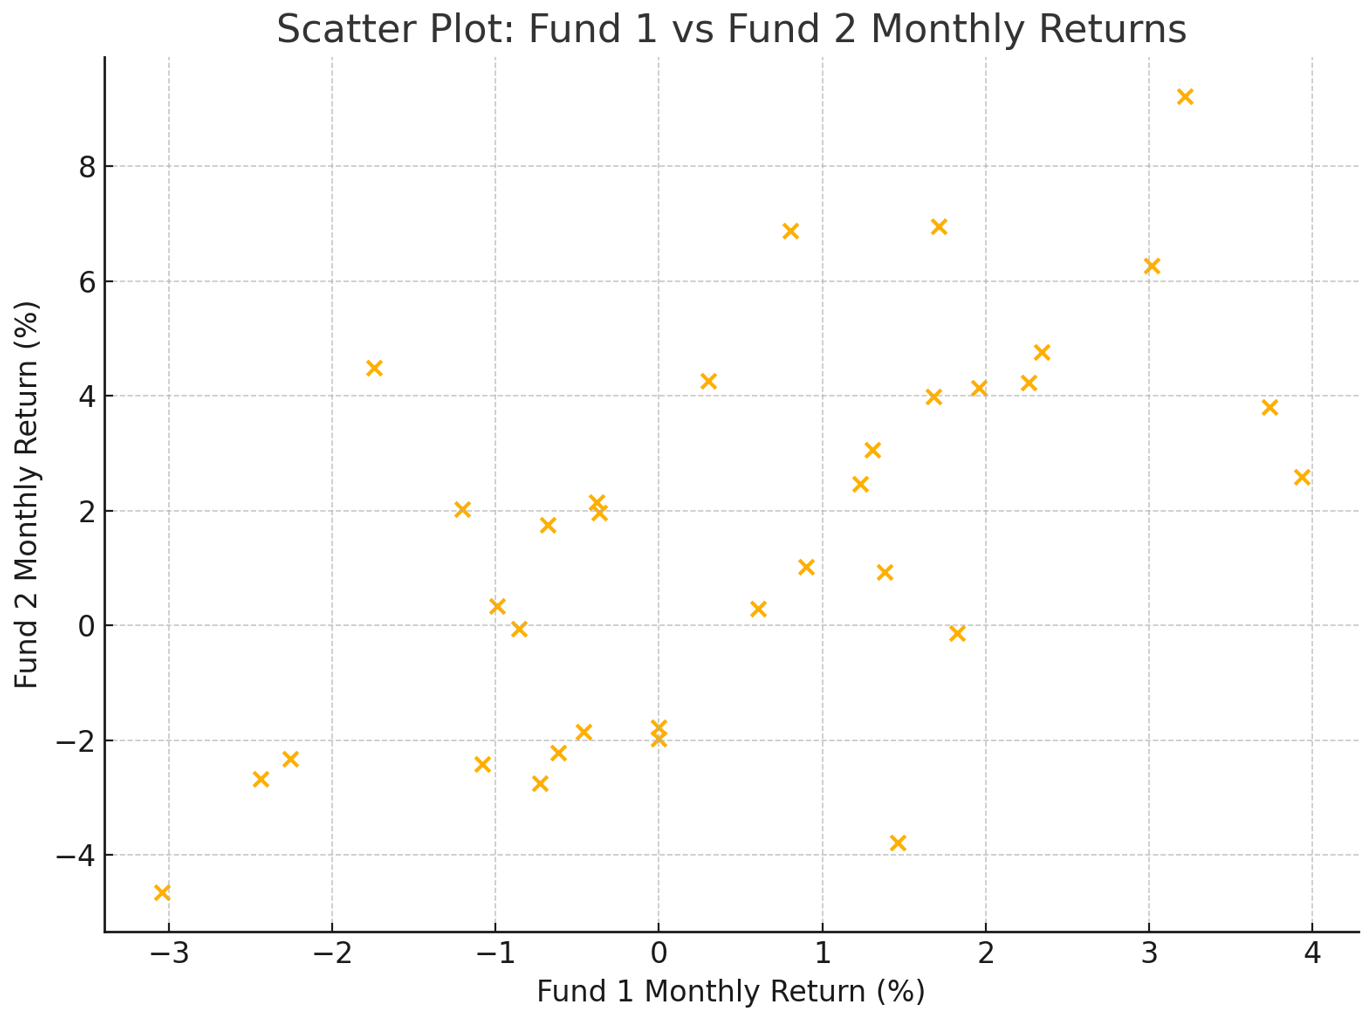 Scatter Plot: Fund 1 vs Fund 2 Monthly Returns
Fund 2 Monthly Return (%)
8
6
4
2
0
−2
−4
−3 −2 −1 0 1 2 3 4
Fund 1 Monthly Return (%)